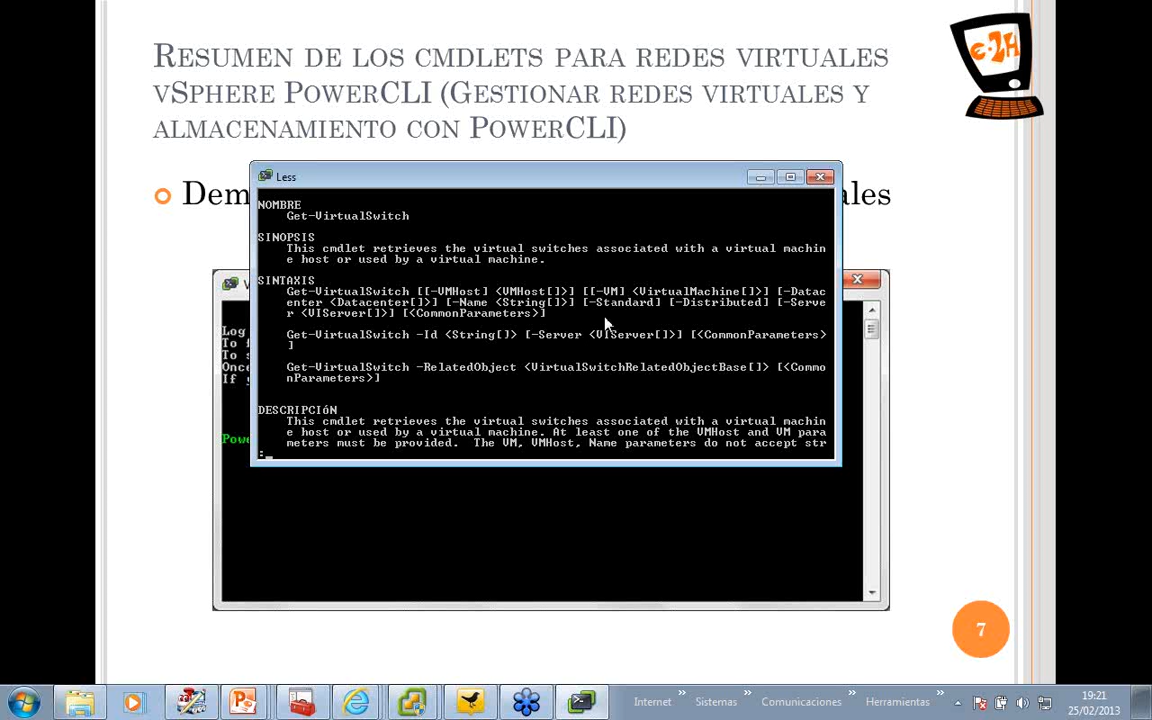 RESUMEN DE LOS CMDLETS PARA REDES VIRTUALES
VSPHERE POWERCLI (GESTIONAR REDES VIRTUALES Y
ALMACENAMIENTO CON POWERCLI)
e-2H
Dem
ales
Less
NOMBRE
Get-VirtualSwitch
SINOPSIS
This cmdlet retrieves the virtual switches associated with a virtual machin
e host or used by a virtual machine.
SINTAXIS
Get-VirtualSwitch [[-VMHost] <VMHost[]>] [[-VM] <VirtualMachine[]>] [-Datac
enter <Datacenter[]>] [-Name <String[]>] [-Standard] [-Distributed] [-Serve
r <VIServer[]>] [<CommonParameters>]
Get-VirtualSwitch -Id <String[]> [-Server <VIServer[]>] [<CommonParameters>
]
Get-VirtualSwitch -RelatedObject <VirtualSwitchRelatedObjectBase[]> [<Commo
nParameters>]
DESCRIPCIóN
This cmdlet retrieves the virtual switches associated with a virtual machin
e host or used by a virtual machine. At least one of the VMHost and VM para
meters must be provided.  The VM, VMHost, Name parameters do not accept str
:
Log
To f
To s
Once
If y
Powe
7
Internet
Sistemas
Comunicaciones
Herramientas
19:21
25/02/2013